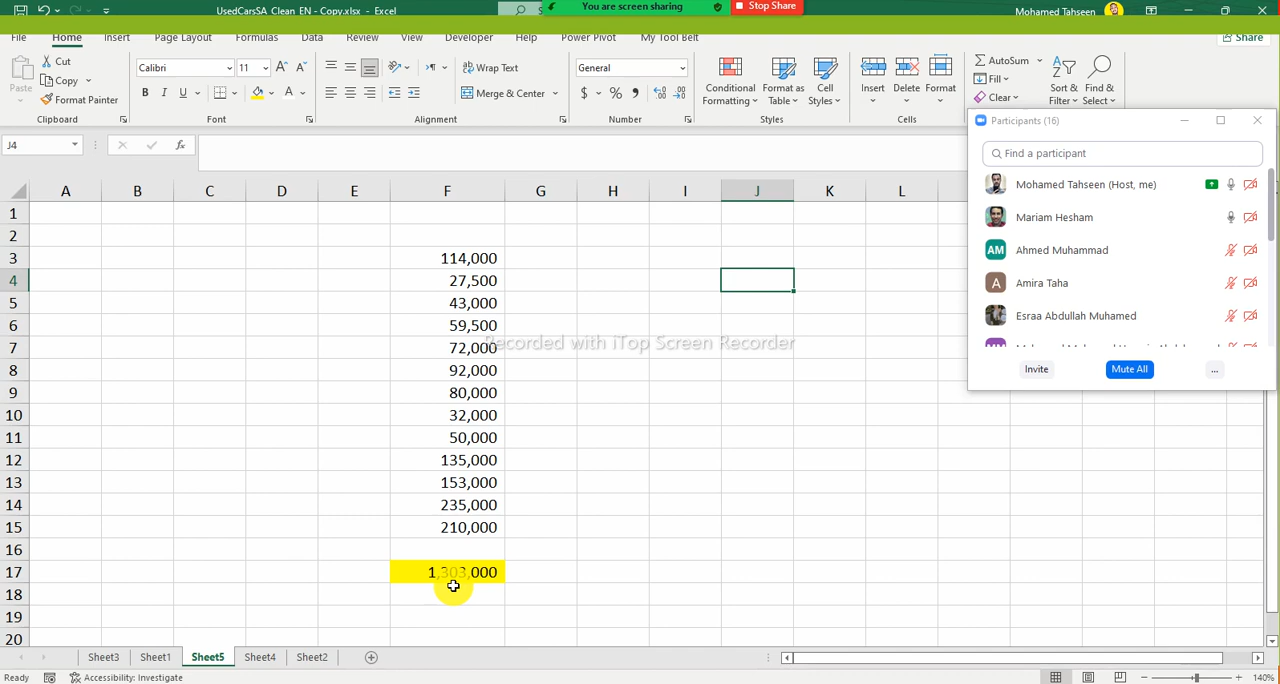 UsedCarsSA_Clean_EN - Copy.xlsx - Excel
You are screen sharing
Stop Share
Mohamed Tahseen
File Home Insert Page Layout Formulas Data Review View Developer Help Power Pivot My Tool Belt
Share
Paste
Cut
Copy
Format Painter
Clipboard
Calibri 11
B I U
Font
Wrap Text
Merge & Center
Alignment
General
$ % 9
Number
Conditional Formatting
Format as Table
Cell Styles
Styles
Insert Delete Format
Cells
AutoSum
Fill
Clear
Sort & Filter
Find & Select
J4
fx
Participants (16)
Find a participant
Mohamed Tahseen (Host, me)
Mariam Hesham
AM Ahmed Muhammad
A Amira Taha
Esraa Abdullah Muhamed
Invite Mute All ...
A B C D E F G H I J K L
1
2
3 114,000
4 27,500
5 43,000
6 59,500
7 72,000
Recorded with iTop Screen Recorder
8 92,000
9 80,000
10 32,000
11 50,000
12 135,000
13 153,000
14 235,000
15 210,000
16
17 1,303,000
18
19
20
Sheet3 Sheet1 Sheet5 Sheet4 Sheet2
Ready
Accessibility: Investigate
140%